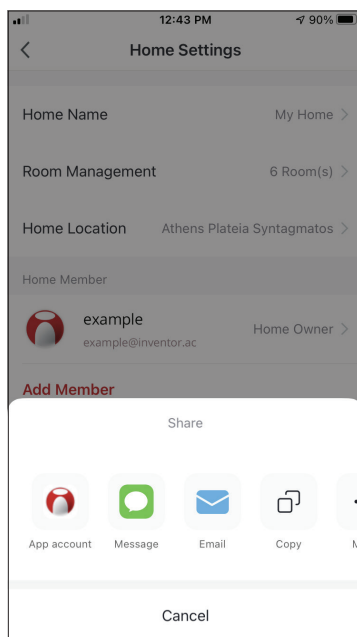 12:43 PM 90%
Home Settings
Home Name My Home
Room Management 6 Room(s)
Home Location Athens Plateia Syntagmatos
Home Member
example
example@inventor.ac
Home Owner
Add Member
Share
App account Message Email Copy
Cancel